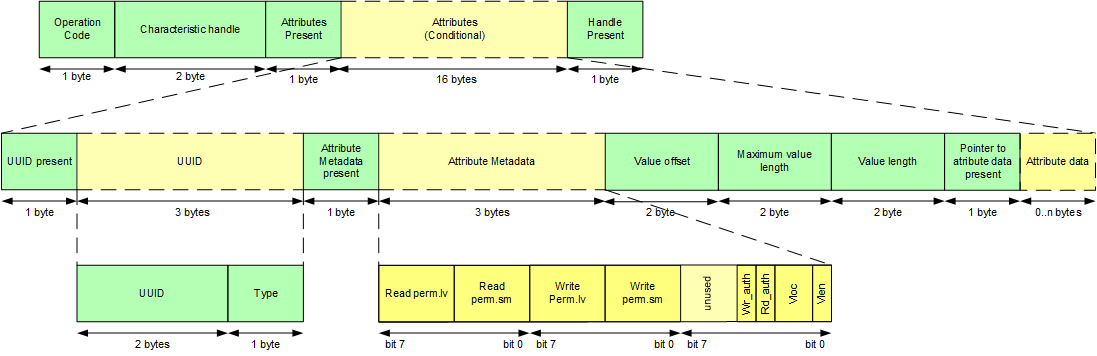 Operation
Code
Characteristic handle
Attributes
Present
Attributes
(Conditional)
Handle
Present
1 byte
2 byte
1 byte
16 bytes
1 byte
UUID present
UUID
Attribute
Metadata
present
Attribute Metadata
Value offset
Maximum value
length
Value length
Pointer to
atribute data
present
Attribute data
1 byte
3 bytes
1 byte
3 bytes
2 byte
2 byte
2 byte
1 byte
0..n bytes
UUID
Type
Read perm.lv
Read
perm.sm
Write
Perm.lv
Write
perm.sm
unused
Wr_auth
Rd_auth
Vloc
Vlen
2 bytes
1 byte
bit 7
bit 0
bit 7
bit 0
bit 7
bit 0